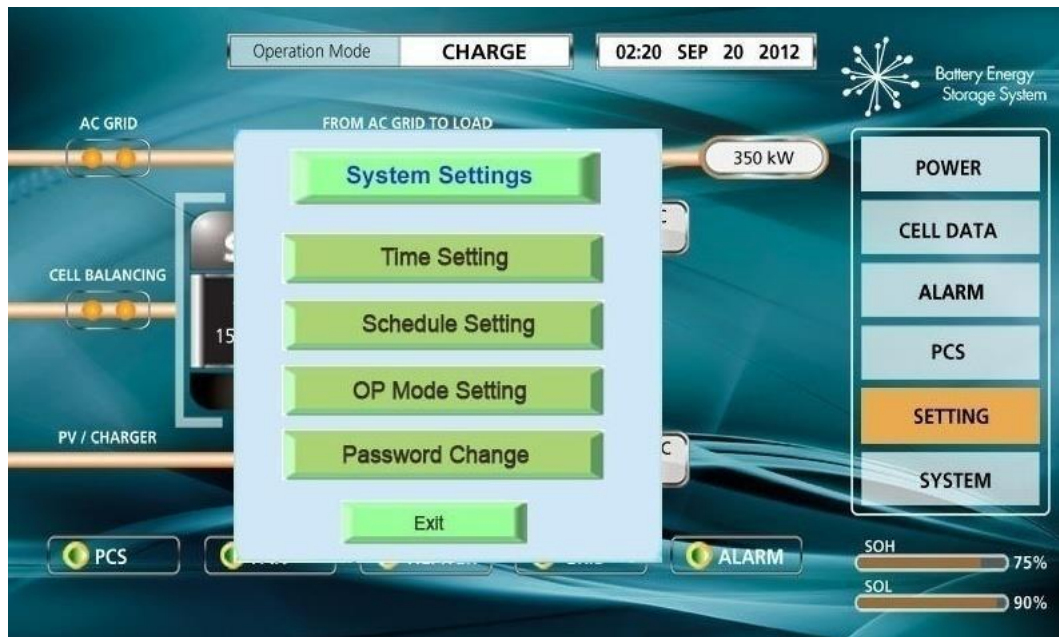 Operation Mode
CHARGE
02:20 SEP 20 2012
Battery Energy
Storage System
AC GRID
FROM AC GRID TO LOAD
350 kW
System Settings
Time Setting
Schedule Setting
OP Mode Setting
Password Change
Exit
CELL BALANCING
15
PV / CHARGER
C
POWER
CELL DATA
ALARM
PCS
SETTING
SYSTEM
PCS
ALARM
SOH
75%
SOL
90%